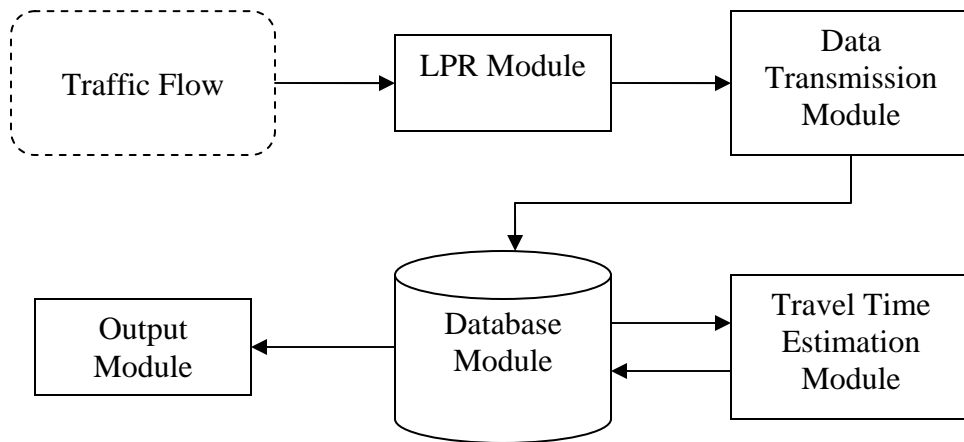 Traffic Flow
LPR Module
Data
Transmission
Module
Output
Module
Database
Module
Travel Time
Estimation
Module